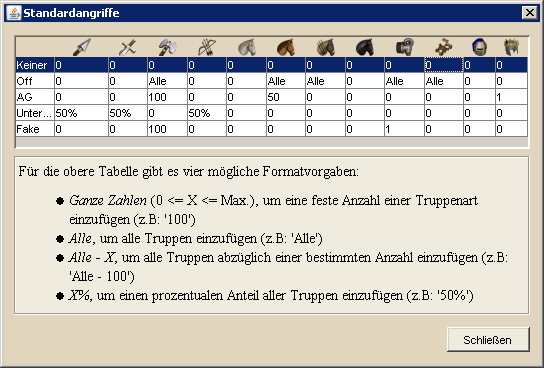 Standardangriffe
Keiner 0 0 0 0 0 0 0 0 0 0 0 0
Off 0 0 Alle 0 0 Alle Alle 0 Alle Alle 0 0
AG 0 0 100 0 0 50 0 0 0 0 0 1
Unter... 50% 50% 0 50% 0 0 0 0 0 0 0 0
Fake 0 0 100 0 0 0 0 0 1 0 0 0
Für die obere Tabelle gibt es vier mögliche Formatvorgaben:
● Ganze Zahlen (0 <= X <= Max.), um eine feste Anzahl einer Truppenart
einzufügen (z.B: '100')
● Alle, um alle Truppen einzufügen (z.B: 'Alle')
● Alle - X, um alle Truppen abzüglich einer bestimmten Anzahl einzufügen (z.B:
'Alle - 100')
● X%, um einen prozentualen Anteil aller Truppen einzufügen (z.B: '50%')
Schließen